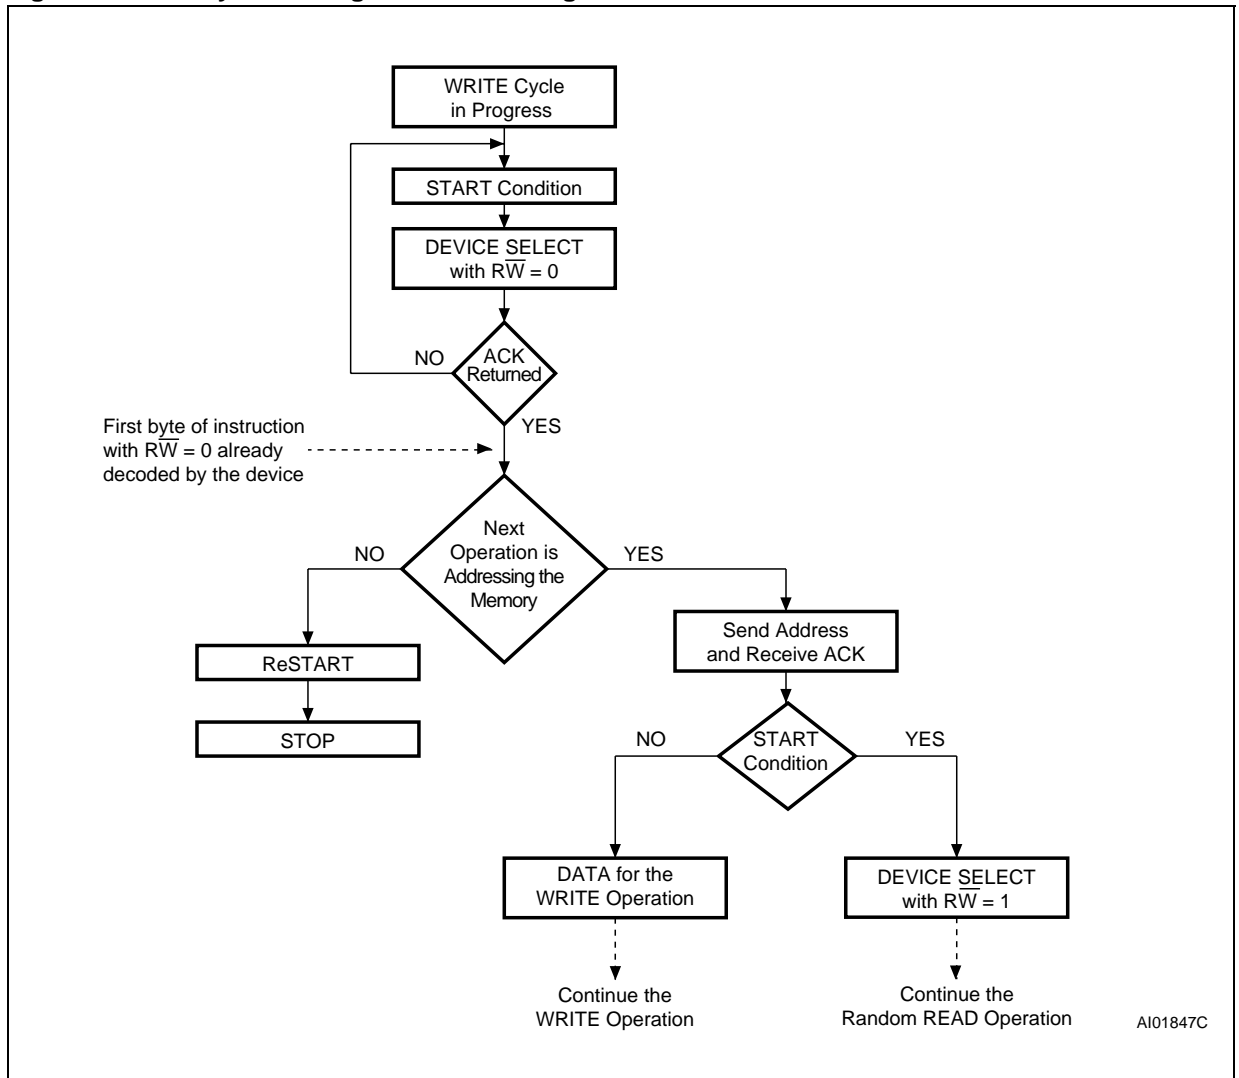 WRITE Cycle
in Progress
START Condition
DEVICE SELECT
with RW̅ = 0
NO
ACK
Returned
YES
First byte of instruction
with RW̅ = 0 already
decoded by the device
Next
Operation is
Addressing the
Memory
NO
YES
Send Address
and Receive ACK
ReSTART
STOP
NO
START
Condition
YES
DATA for the
WRITE Operation
DEVICE SELECT
with RW̅ = 1
Continue the
WRITE Operation
Continue the
Random READ Operation
AI01847C